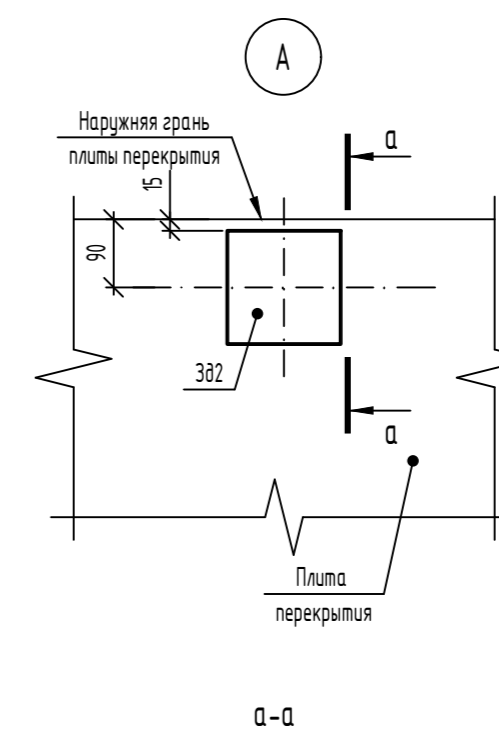 А
Наружняя грань
плиты перекрытия
а
15
90
Зд2
а
Плита
перекрытия
а-а